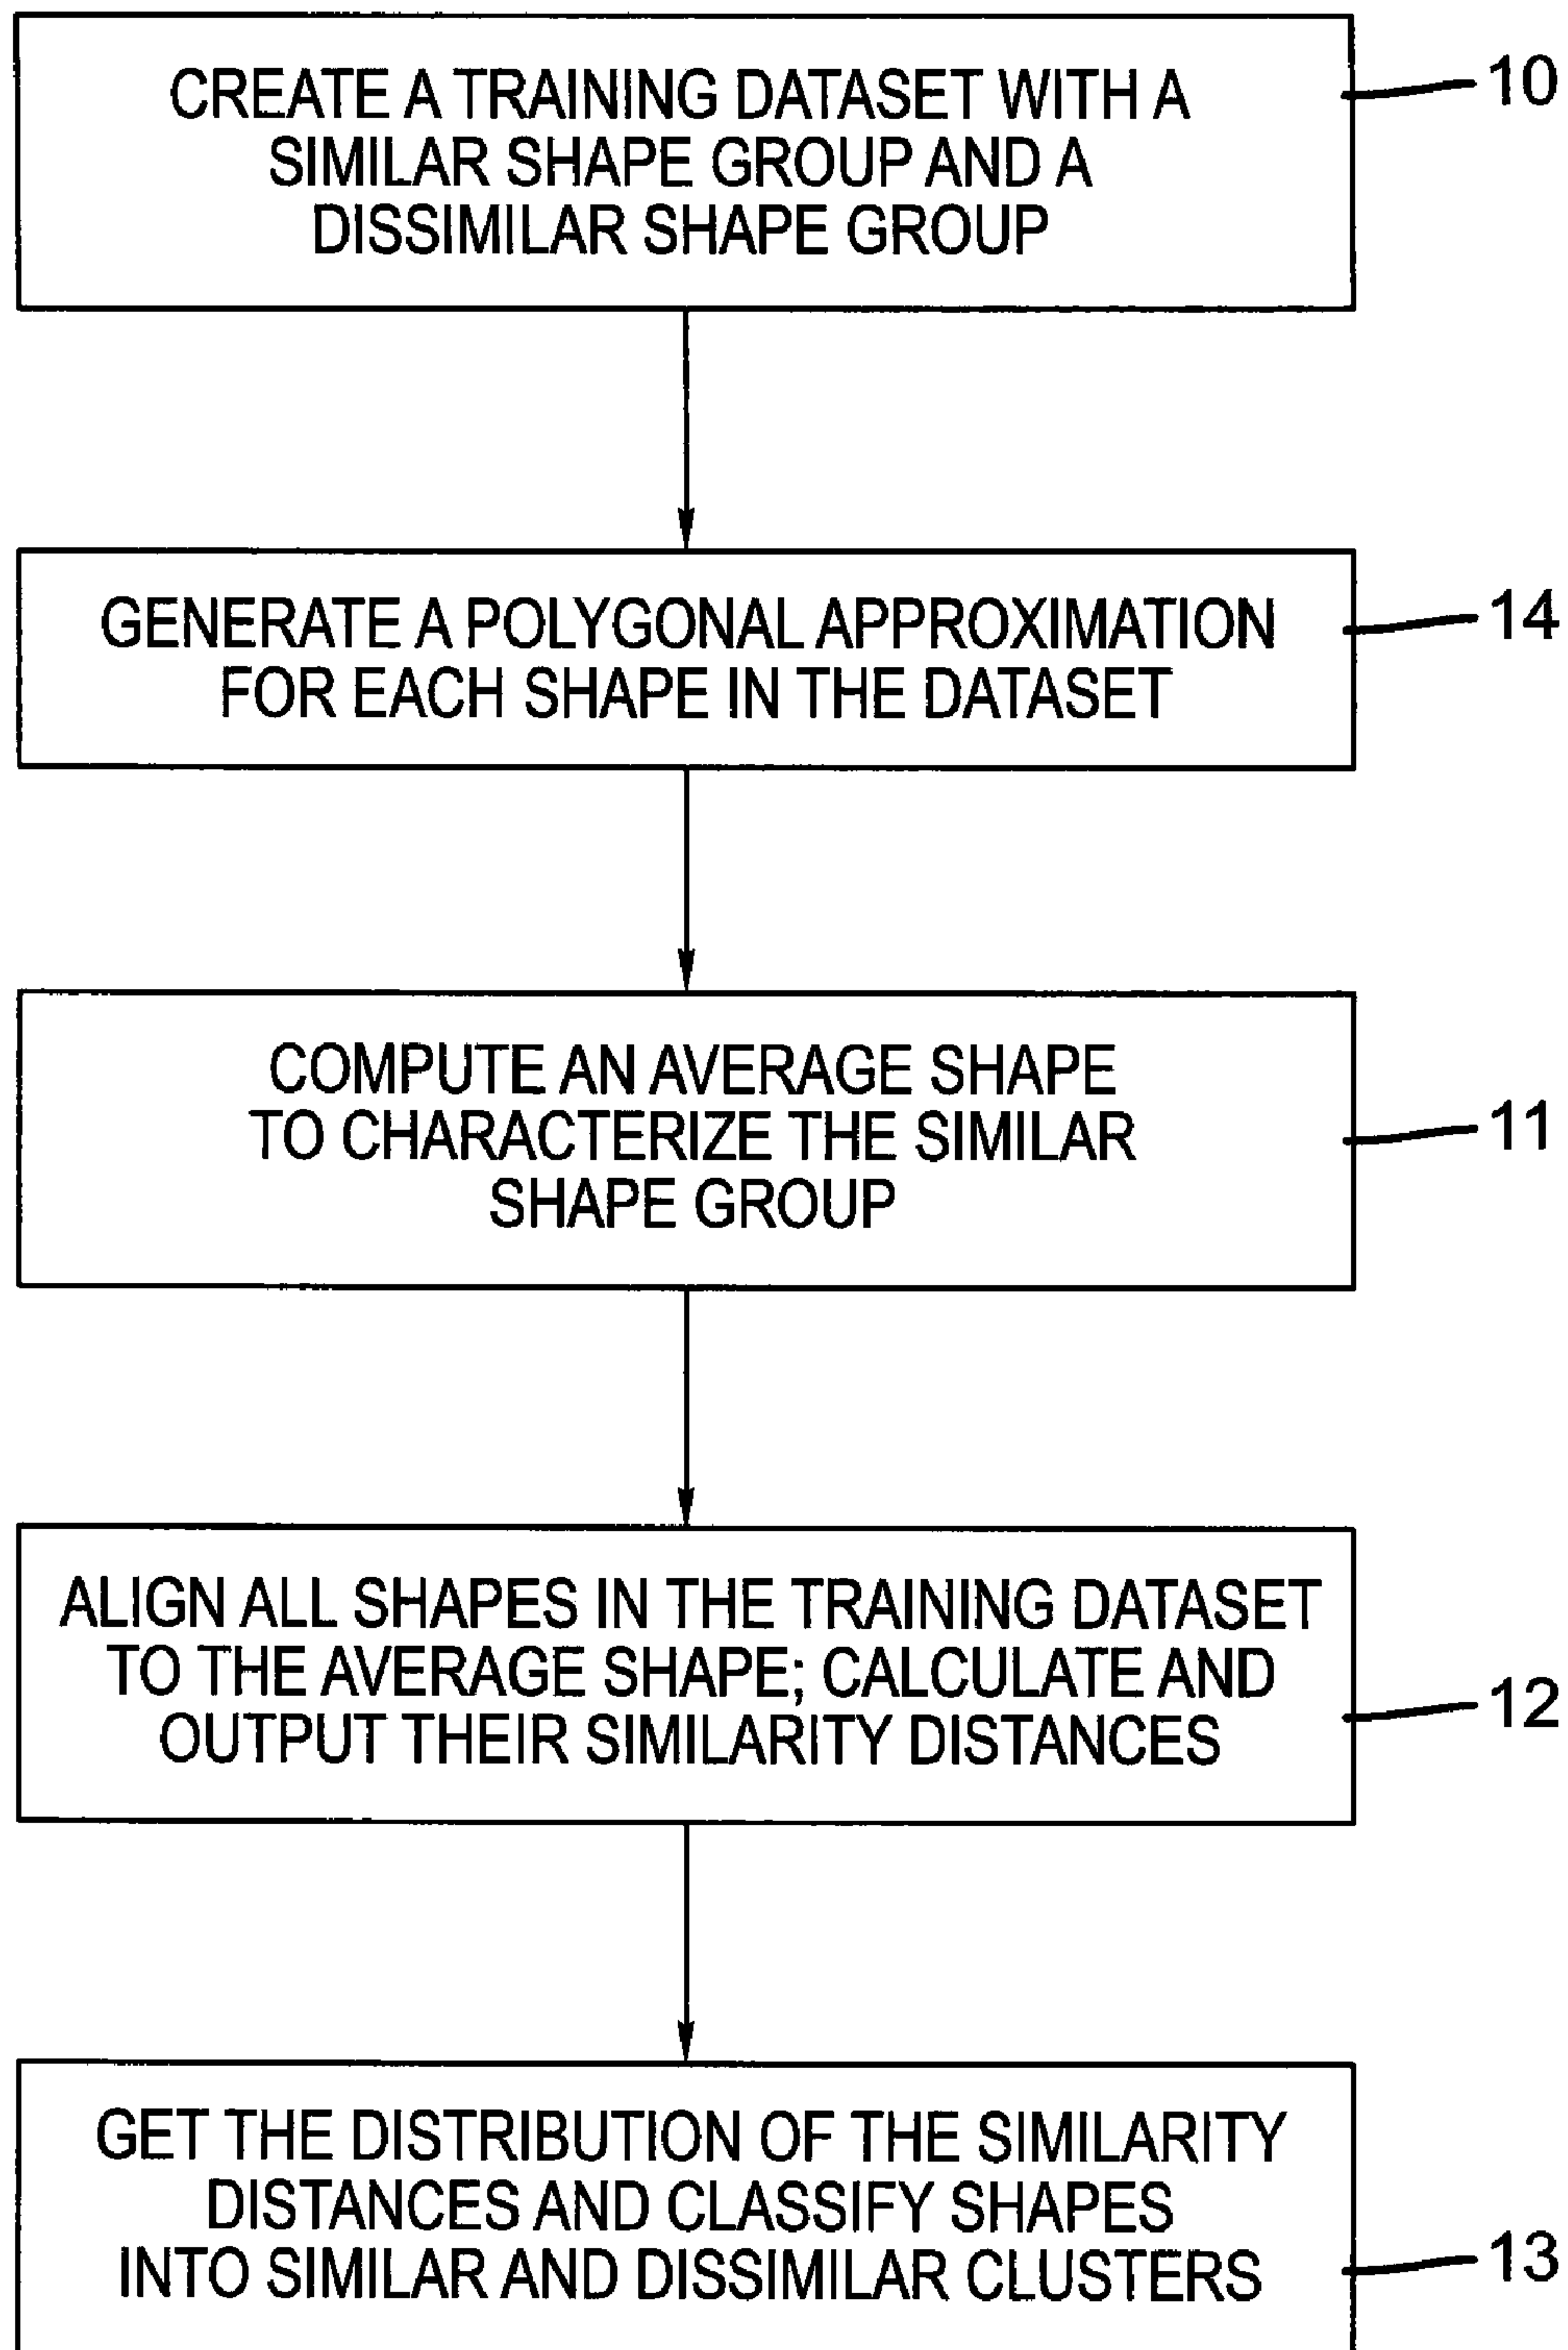 CREATE A TRAINING DATASET WITH A
SIMILAR SHAPE GROUP AND A
DISSIMILAR SHAPE GROUP
10
GENERATE A POLYGONAL APPROXIMATION
FOR EACH SHAPE IN THE DATASET
14
COMPUTE AN AVERAGE SHAPE
TO CHARACTERIZE THE SIMILAR
SHAPE GROUP
11
ALIGN ALL SHAPES IN THE TRAINING DATASET
TO THE AVERAGE SHAPE; CALCULATE AND
OUTPUT THEIR SIMILARITY DISTANCES
12
GET THE DISTRIBUTION OF THE SIMILARITY
DISTANCES AND CLASSIFY SHAPES
INTO SIMILAR AND DISSIMILAR CLUSTERS
13